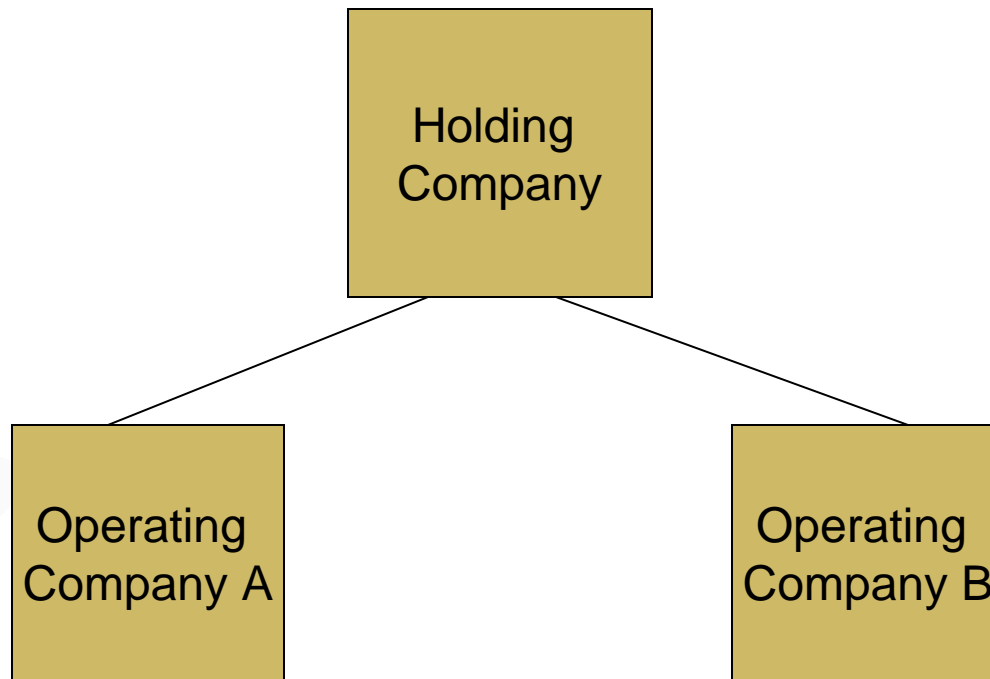 Holding
Company
Operating
Company A
Operating
Company B